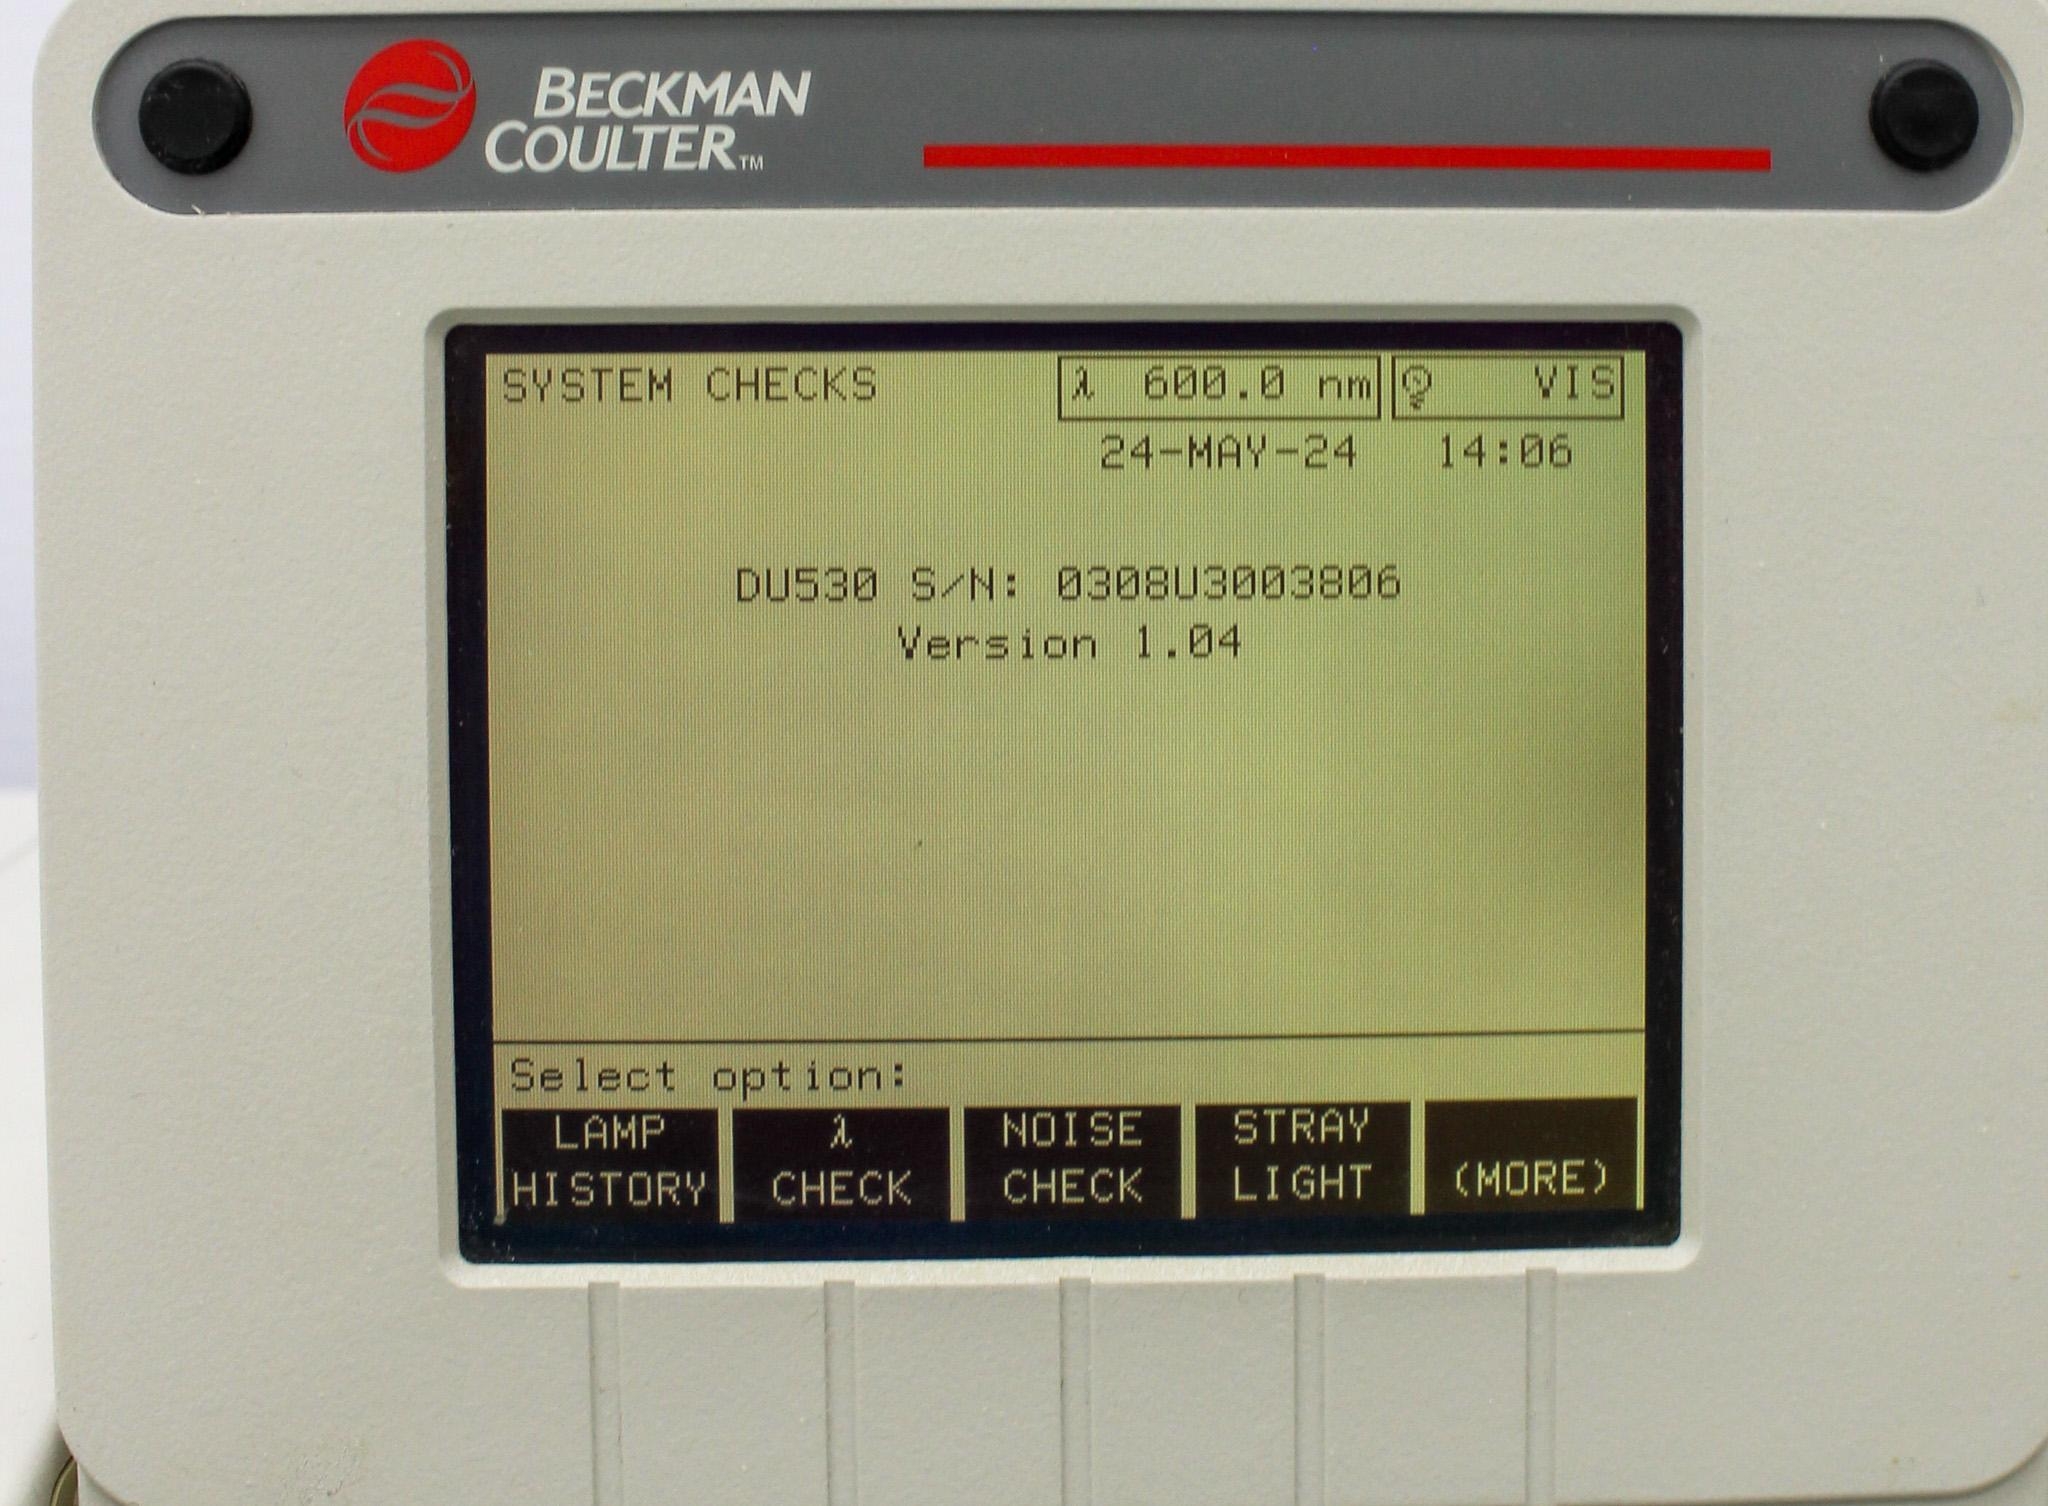 BECKMAN
COULTER™
SYSTEM CHECKS λ 600.0 nm VIS
24-MAY-24 14:06
DU530 S/N: 0308U3003806
Version 1.04
Select option:
LAMP HISTORY
λ CHECK
NOISE CHECK
STRAY LIGHT
(MORE)